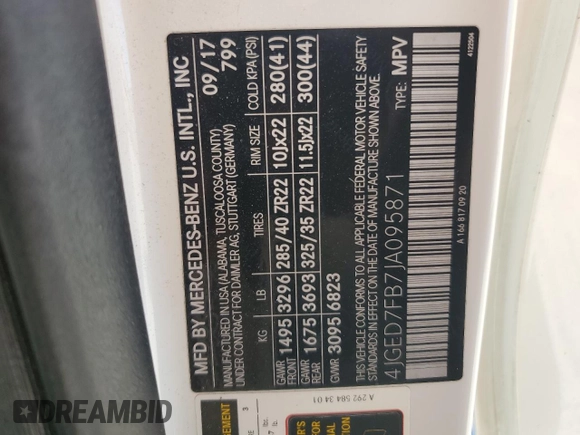 MFD BY MERCEDES-BENZ U.S. INTL., INC
MANUFACTURED IN USA (ALABAMA, TUSCALOOSA COUNTY)
UNDER CONTRACT FOR DAIMLER AG, STUTTGART (GERMANY)
09/17
799
KG LB TIRES RIM SIZE COLD KPA(PSI)
GAWR FRONT 1495 3296 285/40 ZR22 10Jx22 280(41)
GAWR REAR 1675 3693 325/35 ZR22 11.5Jx22 300(44)
GVWR 3095 6823
THIS VEHICLE CONFORMS TO ALL APPLICABLE FEDERAL MOTOR VEHICLE SAFETY
STANDARDS IN EFFECT ON THE DATE OF MANUFACTURE SHOWN ABOVE.
4JGED7FB7JA095871
TYPE: MPV
A 166 817 09 20
4122504
A 292 584 34 01
DREAMBID